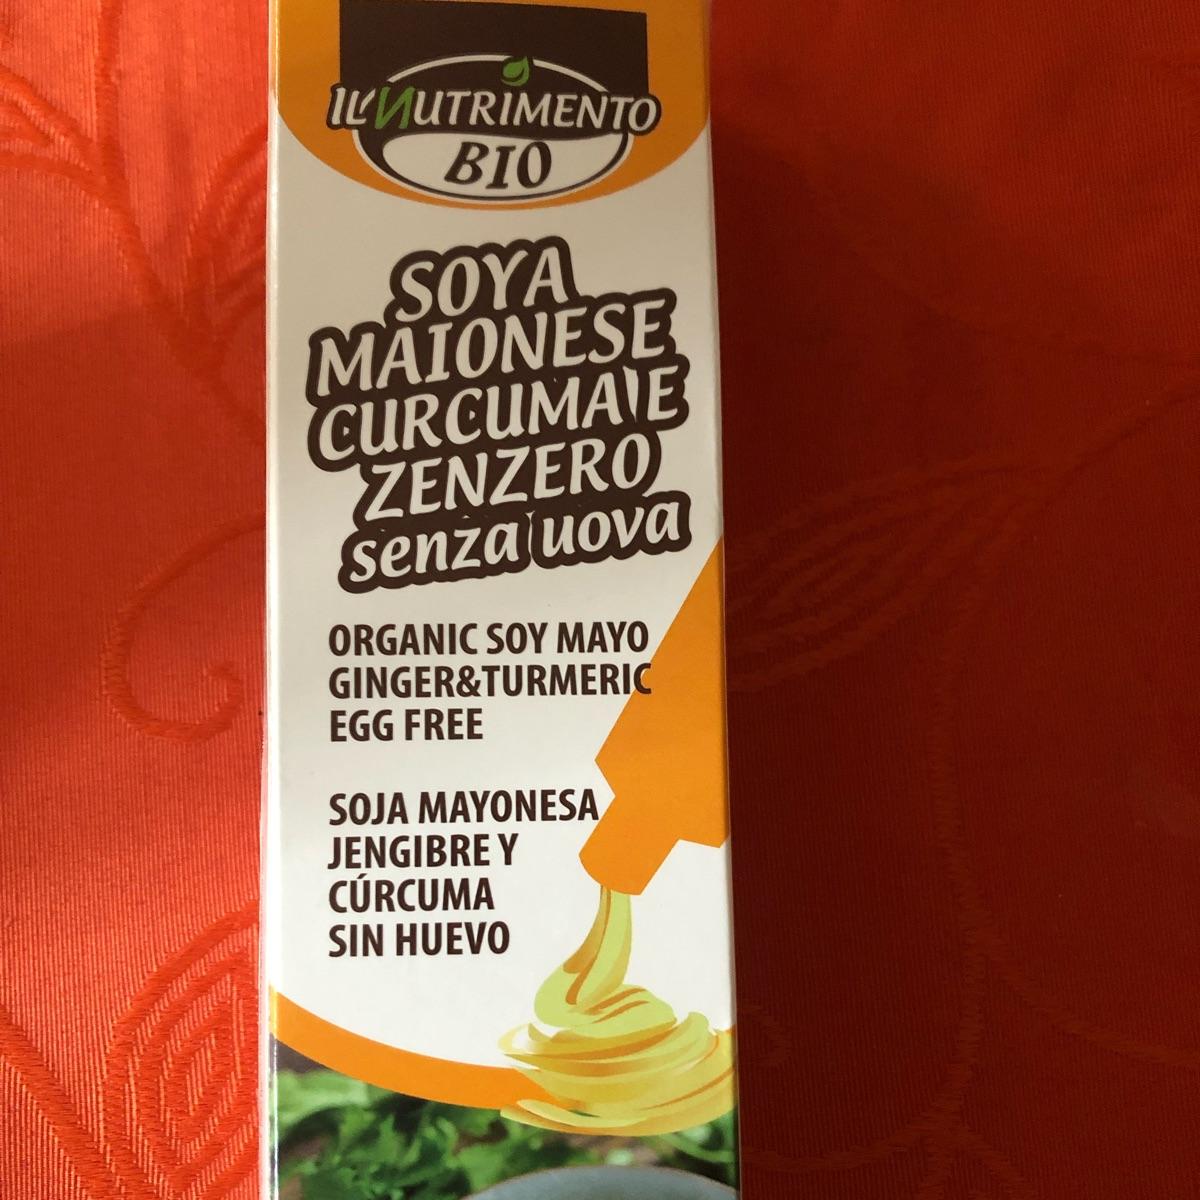 IL NUTRIMENTO
BIO
SOYA
MAIONESE
CURCUMA E
ZENZERO
senza uova
ORGANIC SOY MAYO
GINGER&TURMERIC
EGG FREE
SOJA MAYONESA
JENGIBRE Y
CÚRCUMA
SIN HUEVO